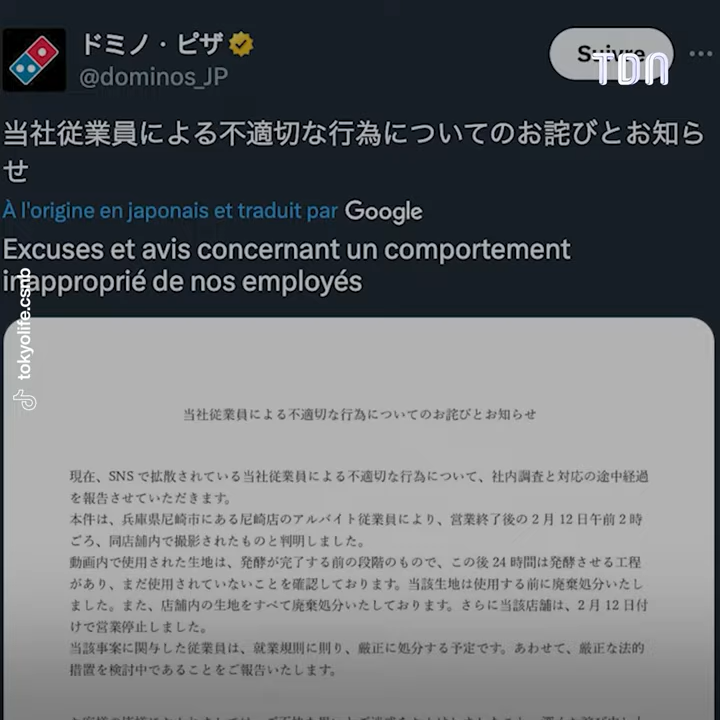 ドミノ・ピザ
@dominos_JP
Suivre
TDN
当社従業員による不適切な行為についてのお詫びとお知ら
せ
À l'origine en japonais et traduit par Google
Excuses et avis concernant un comportement
inapproprié de nos employés
tokyolife.csnb
当社従業員による不適切な行為についてのお詫びとお知らせ
現在、SNSで拡散されている当社従業員による不適切な行為について、社内調査と対応の途中経過
を報告させていただきます。
本件は、兵庫県尼崎市にある尼崎店のアルバイト従業員により、営業終了後の2月12日午前2時
ごろ、同店舗内で撮影されたものと判明しました。
動画内で使用された生地は、発酵が完了する前の段階のもので、この後24時間は発酵させる工程
があり、まだ使用されていないことを確認しております。当該生地は使用する前に廃棄処分いたし
ました。また、店舗内の生地をすべて廃棄処分いたしております。さらに当該店舗は、2月12日付
けで営業停止しました。
当該事案に関与した従業員は、就業規則に則り、厳正に処分する予定です。あわせて、厳正な法的
措置を検討中であることをご報告いたします。